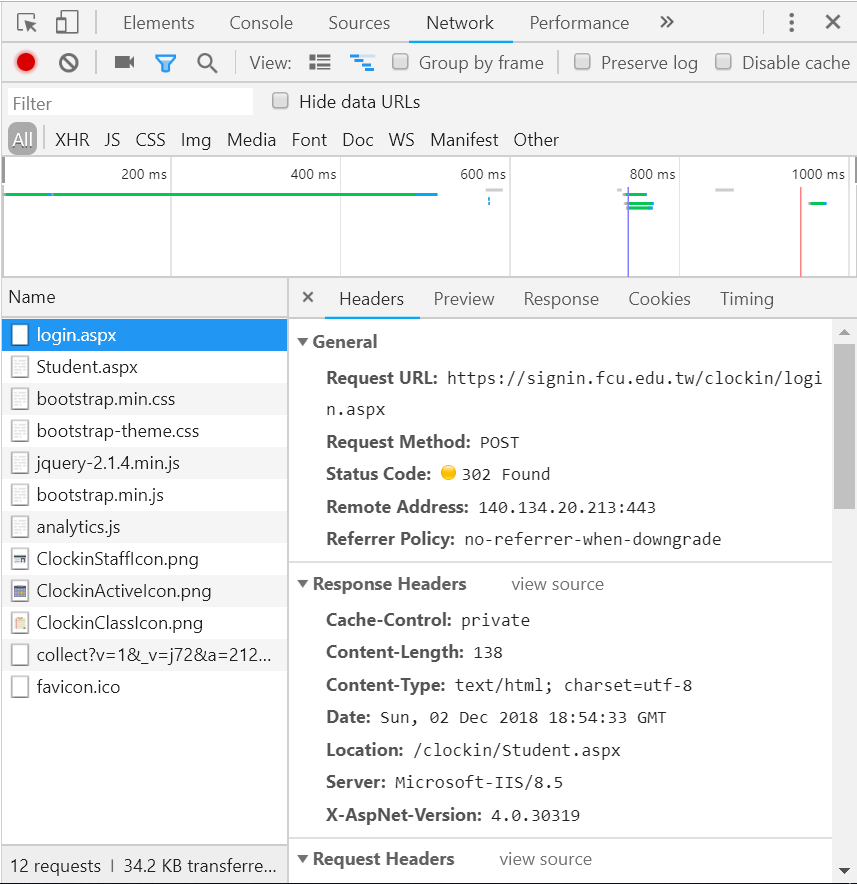 Elements Console Sources Network Performance »
View: Group by frame Preserve log Disable cache
Filter Hide data URLs
All XHR JS CSS Img Media Font Doc WS Manifest Other
200 ms 400 ms 600 ms 800 ms 1000 ms
Name
login.aspx
Student.aspx
bootstrap.min.css
bootstrap-theme.css
jquery-2.1.4.min.js
bootstrap.min.js
analytics.js
ClockinStaffIcon.png
ClockinActiveIcon.png
ClockinClassIcon.png
collect?v=1&_v=j72&a=212...
favicon.ico
12 requests | 34.2 KB transferre...
× Headers Preview Response Cookies Timing
General
Request URL: https://signin.fcu.edu.tw/clockin/logi
n.aspx
Request Method: POST
Status Code: 302 Found
Remote Address: 140.134.20.213:443
Referrer Policy: no-referrer-when-downgrade
Response Headers view source
Cache-Control: private
Content-Length: 138
Content-Type: text/html; charset=utf-8
Date: Sun, 02 Dec 2018 18:54:33 GMT
Location: /clockin/Student.aspx
Server: Microsoft-IIS/8.5
X-AspNet-Version: 4.0.30319
Request Headers view source